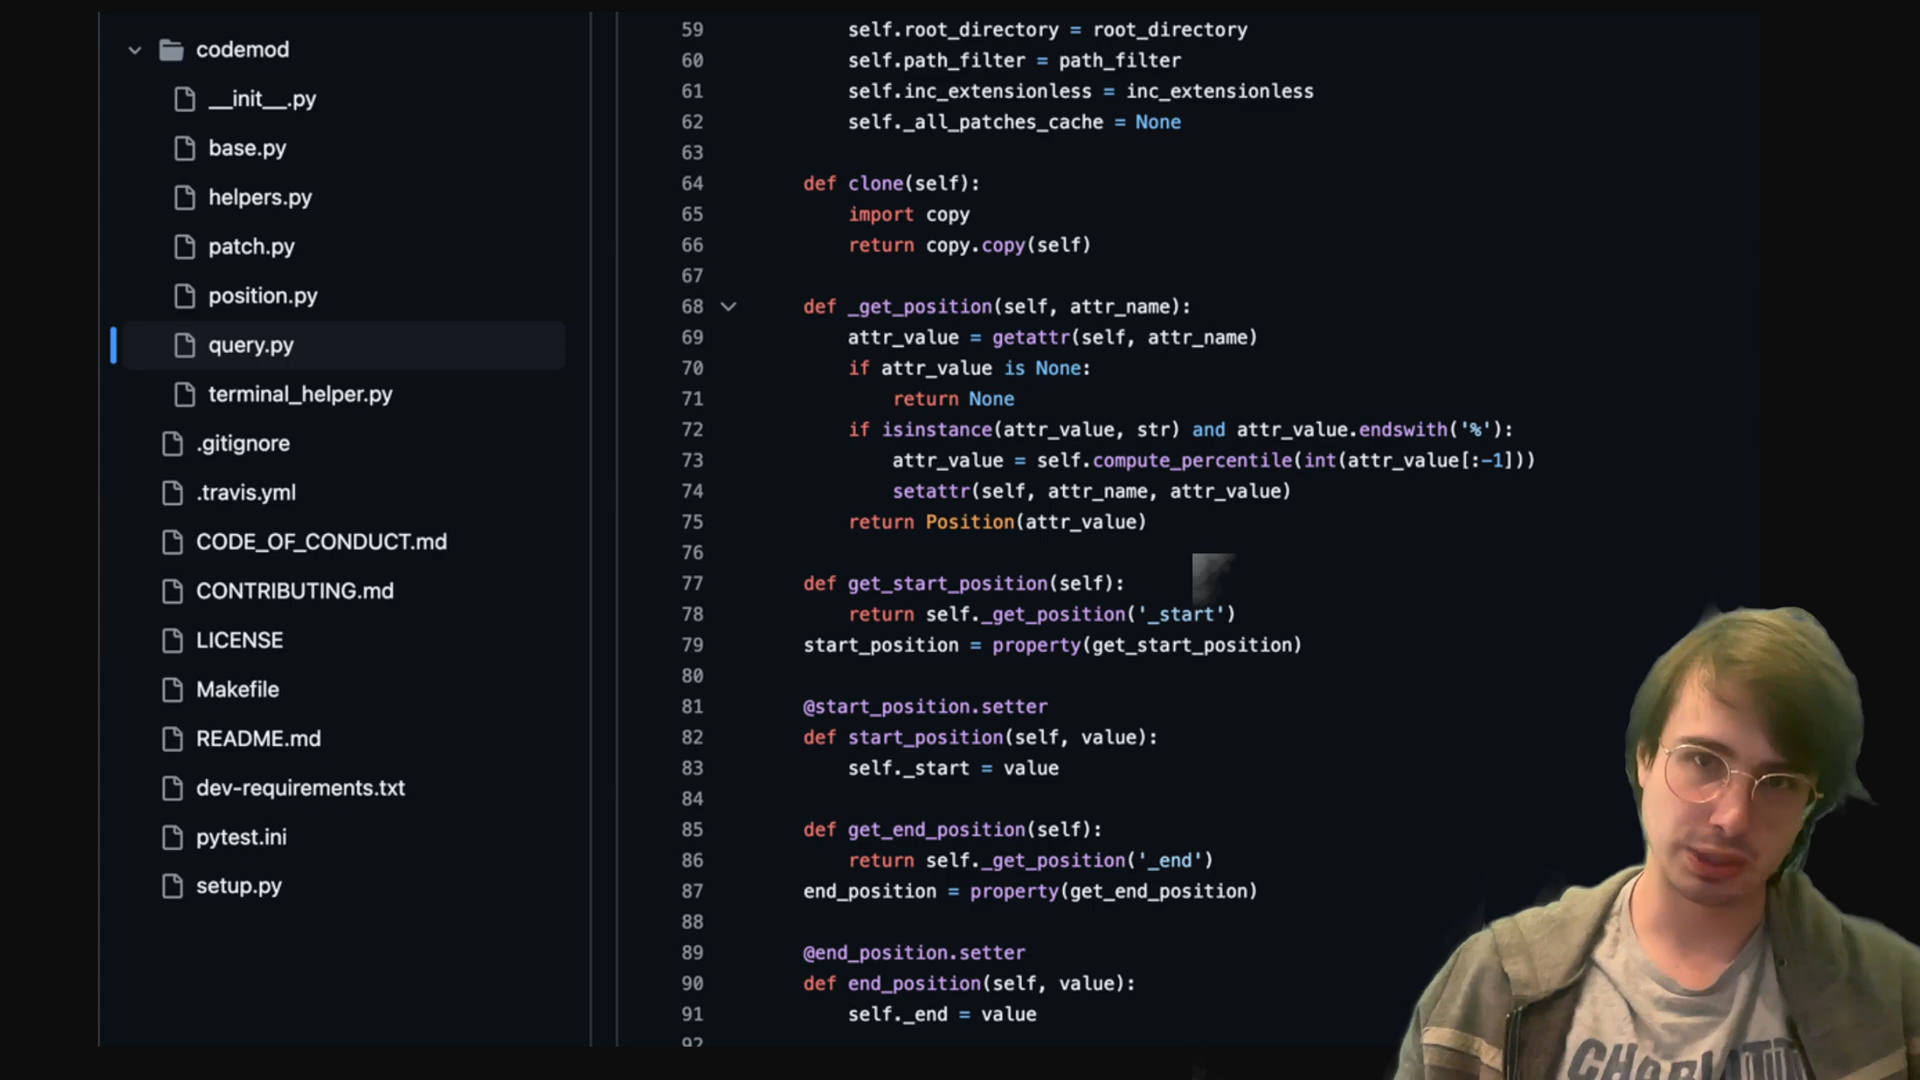 codemod
__init__.py
base.py
helpers.py
patch.py
position.py
query.py
terminal_helper.py
.gitignore
.travis.yml
CODE_OF_CONDUCT.md
CONTRIBUTING.md
LICENSE
Makefile
README.md
dev-requirements.txt
pytest.ini
setup.py
59 self.root_directory = root_directory
60 self.path_filter = path_filter
61 self.inc_extensionless = inc_extensionless
62 self._all_patches_cache = None
63
64 def clone(self):
65 import copy
66 return copy.copy(self)
67
68 def _get_position(self, attr_name):
69 attr_value = getattr(self, attr_name)
70 if attr_value is None:
71 return None
72 if isinstance(attr_value, str) and attr_value.endswith('%'):
73 attr_value = self.compute_percentile(int(attr_value[:-1]))
74 setattr(self, attr_name, attr_value)
75 return Position(attr_value)
76
77 def get_start_position(self):
78 return self._get_position('_start')
79 start_position = property(get_start_position)
80
81 @start_position.setter
82 def start_position(self, value):
83 self._start = value
84
85 def get_end_position(self):
86 return self._get_position('_end')
87 end_position = property(get_end_position)
88
89 @end_position.setter
90 def end_position(self, value):
91 self._end = value
92